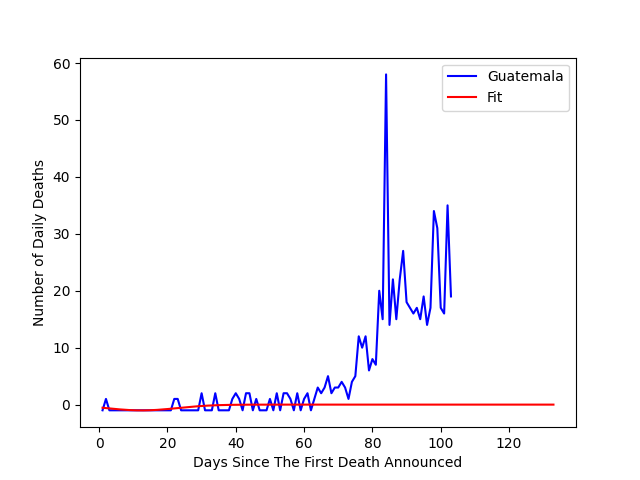 60
50
40
30
20
10
0
Number of Daily Deaths
Guatemala
Fit
0 20 40 60 80 100 120
Days Since The First Death Announced